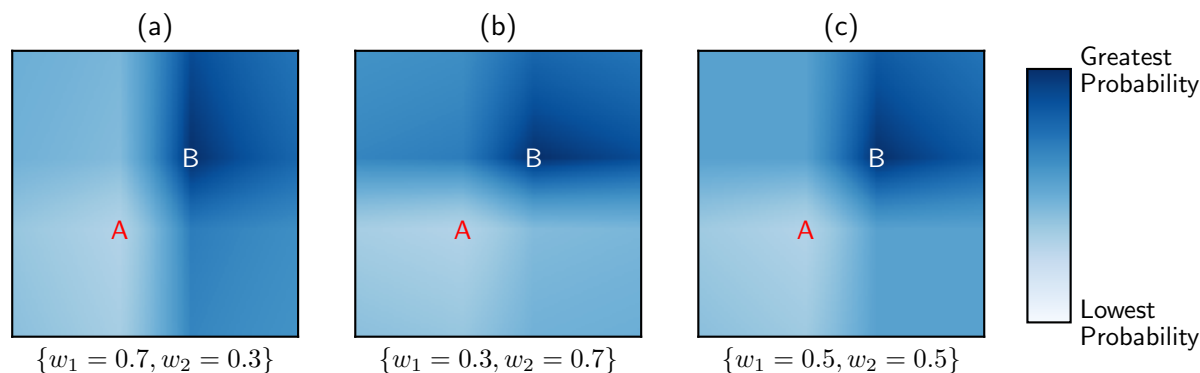 (a)
(b)
(c)
B
B
B
A
A
A
Greatest
Probability
Lowest
Probability
{w₁ = 0.7, w₂ = 0.3}
{w₁ = 0.3, w₂ = 0.7}
{w₁ = 0.5, w₂ = 0.5}